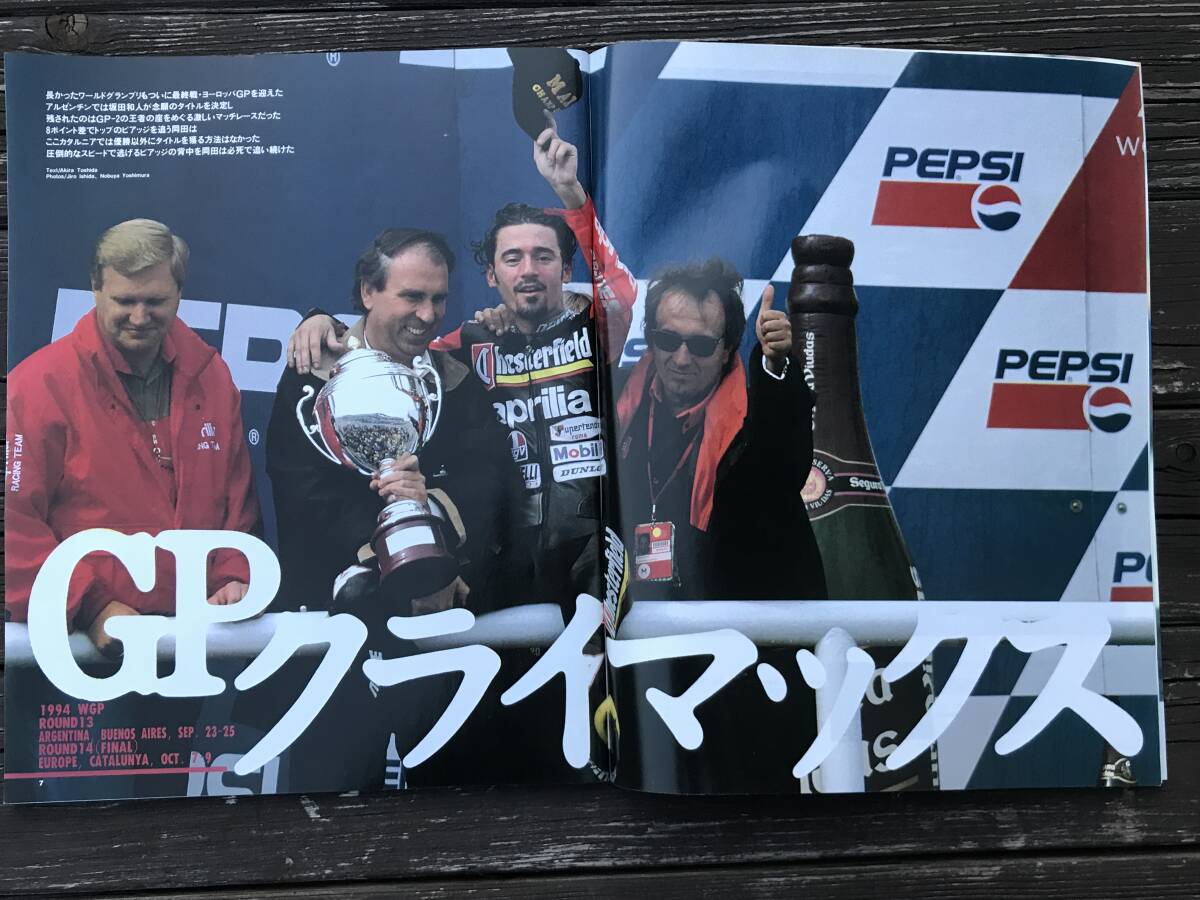 長かったワールドグランプリもついに最終戦・ヨーロッパGPを迎えた
アルゼンチンでは坂田和人が念願のタイトルを決定し
残されたのはGP-2の王者の座をめぐる激しいマッチレースだった
8ポイント差でトップのビアッジを追う岡田は
ここカタルニアでは優勝以外にタイトルを獲る方法はなかった
圧倒的なスピードで逃げるビアッジの背中を岡田は必死で追い続けた
Text/Akira Toshida
Photos/Jiro Ishida, Nobuya Yoshimura
PEPSI
PEPSI
Chesterfield
aprilia
Mobil
DUNLOP
RACING TEAM
RACING TEAM
Segura
GPクライマックス
1994 WGP
ROUND13
ARGENTINA, BUENOS AIRES, SEP. 23-25
ROUND14(FINAL)
EUROPE, CATALUNYA, OCT. 7-9
7